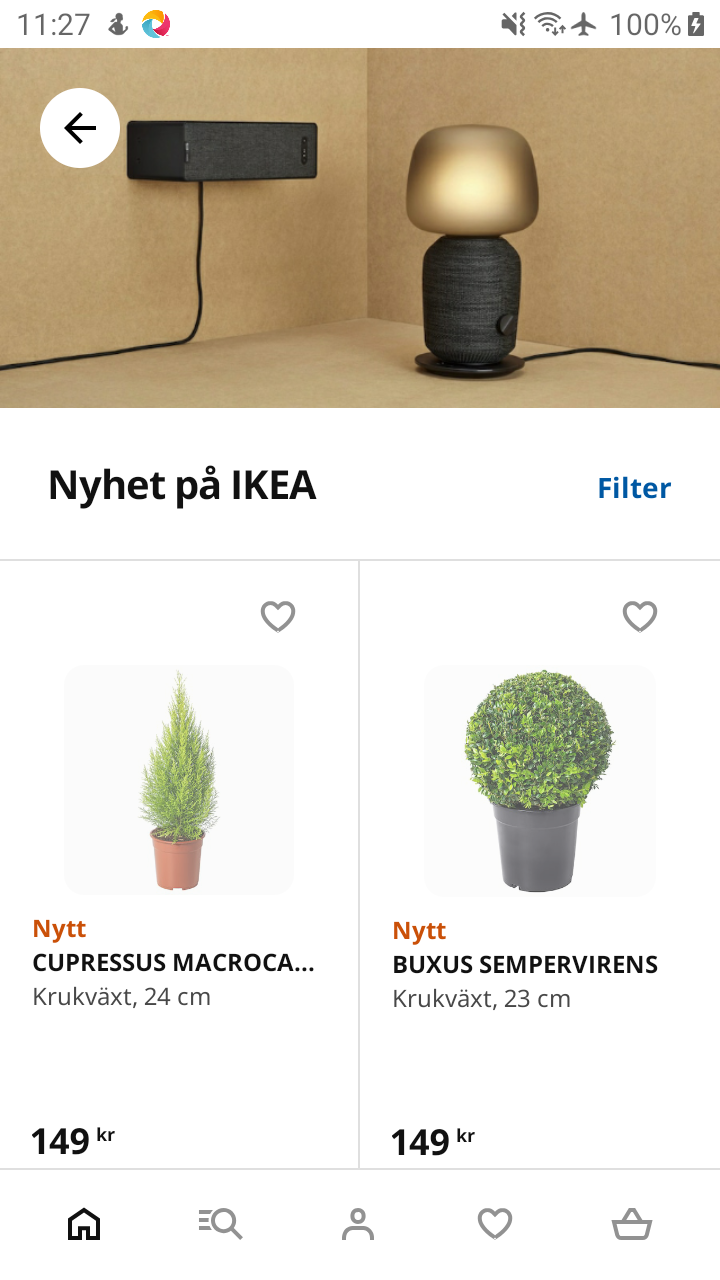 11:27
100%
Nyhet på IKEA
Filter
Nytt
CUPRESSUS MACROCA...
Krukväxt, 24 cm
149 kr
Nytt
BUXUS SEMPERVIRENS
Krukväxt, 23 cm
149 kr